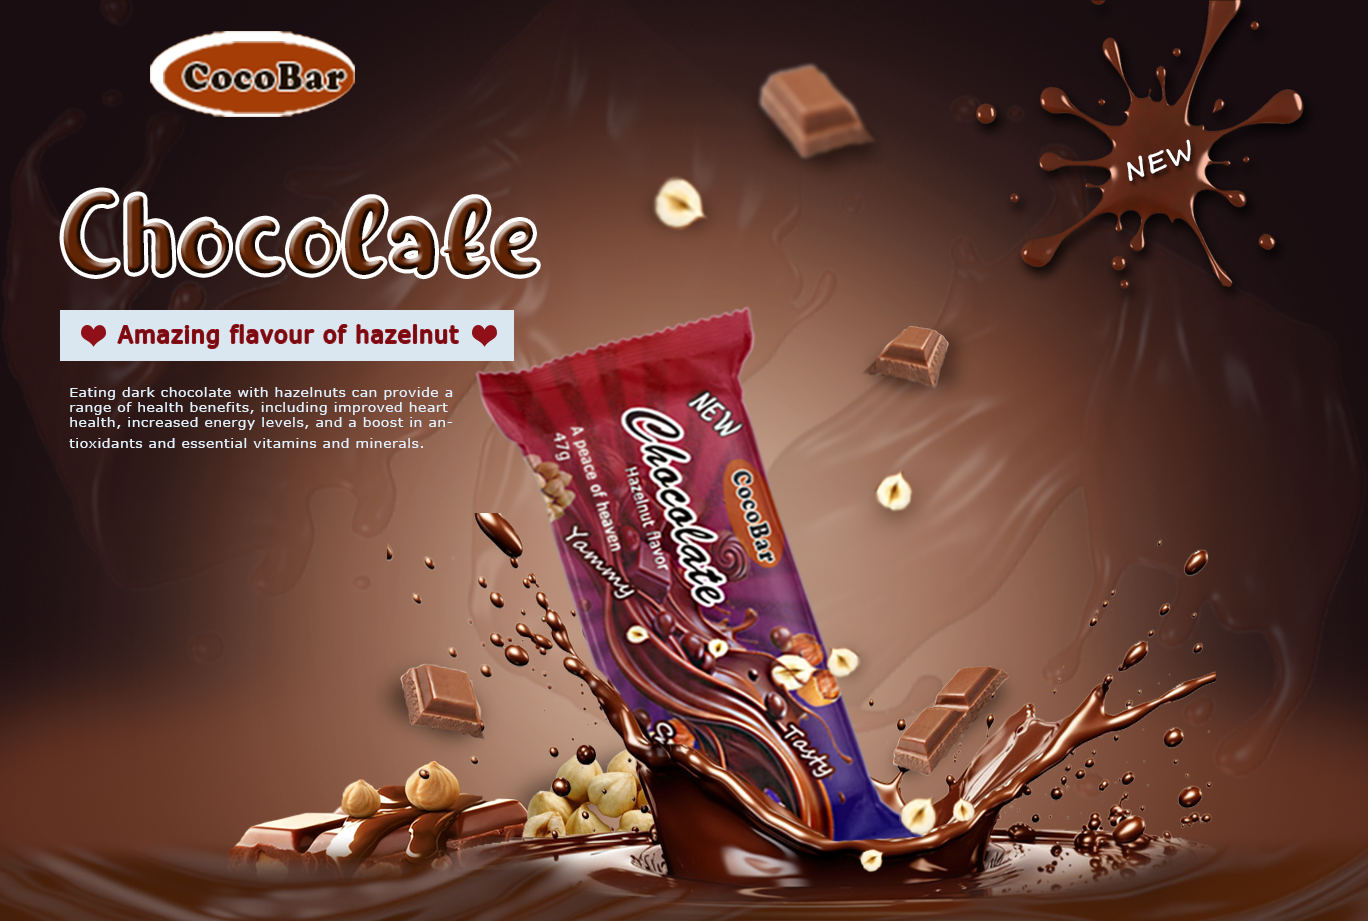 CocoBar
NEW
Chocolate
Amazing flavour of hazelnut
Eating dark chocolate with hazelnuts can provide a
range of health benefits, including improved heart
health, increased energy levels, and a boost in an-
tioxidants and essential vitamins and minerals.
NEW
CocoBar
Chocolate
Hazelnut flavor
A peace of heaven
47g
Yammy
Tasty